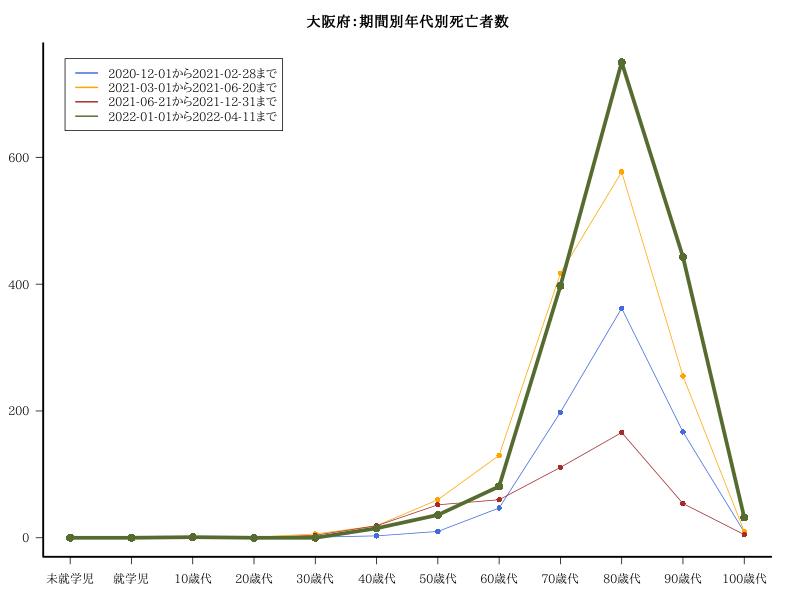 大阪府:期間別年代別死亡者数
2020-12-01から2021-02-28まで
2021-03-01から2021-06-20まで
2021-06-21から2021-12-31まで
2022-01-01から2022-04-11まで
600
400
200
0
未就学児 就学児 10歳代 20歳代 30歳代 40歳代 50歳代 60歳代 70歳代 80歳代 90歳代 100歳代